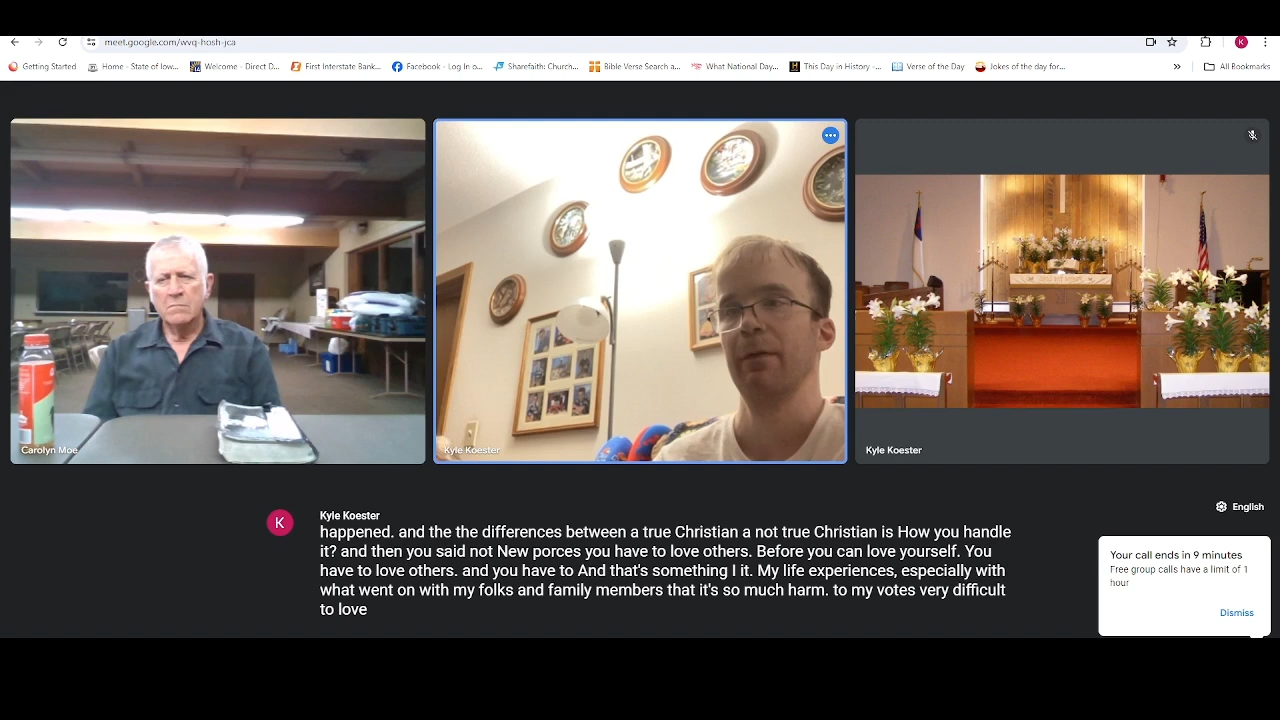 meet.google.com/wvq-hosh-jca
Getting Started Home - State of Iow... Welcome - Direct D... First Interstate Bank... Facebook - Log In o... Sharefaith: Church... Bible Verse Search a... What National Day... This Day in History -... Verse of the Day Jokes of the day for... » All Bookmarks
Carolyn Moe
Kyle Koester
Kyle Koester
English
K
Kyle Koester
happened. and the the differences between a true Christian a not true Christian is How you handle
it? and then you said not New porces you have to love others. Before you can love yourself. You
have to love others. and you have to And that's something I it. My life experiences, especially with
what went on with my folks and family members that it's so much harm. to my votes very difficult
to love
Your call ends in 9 minutes
Free group calls have a limit of 1
hour
Dismiss